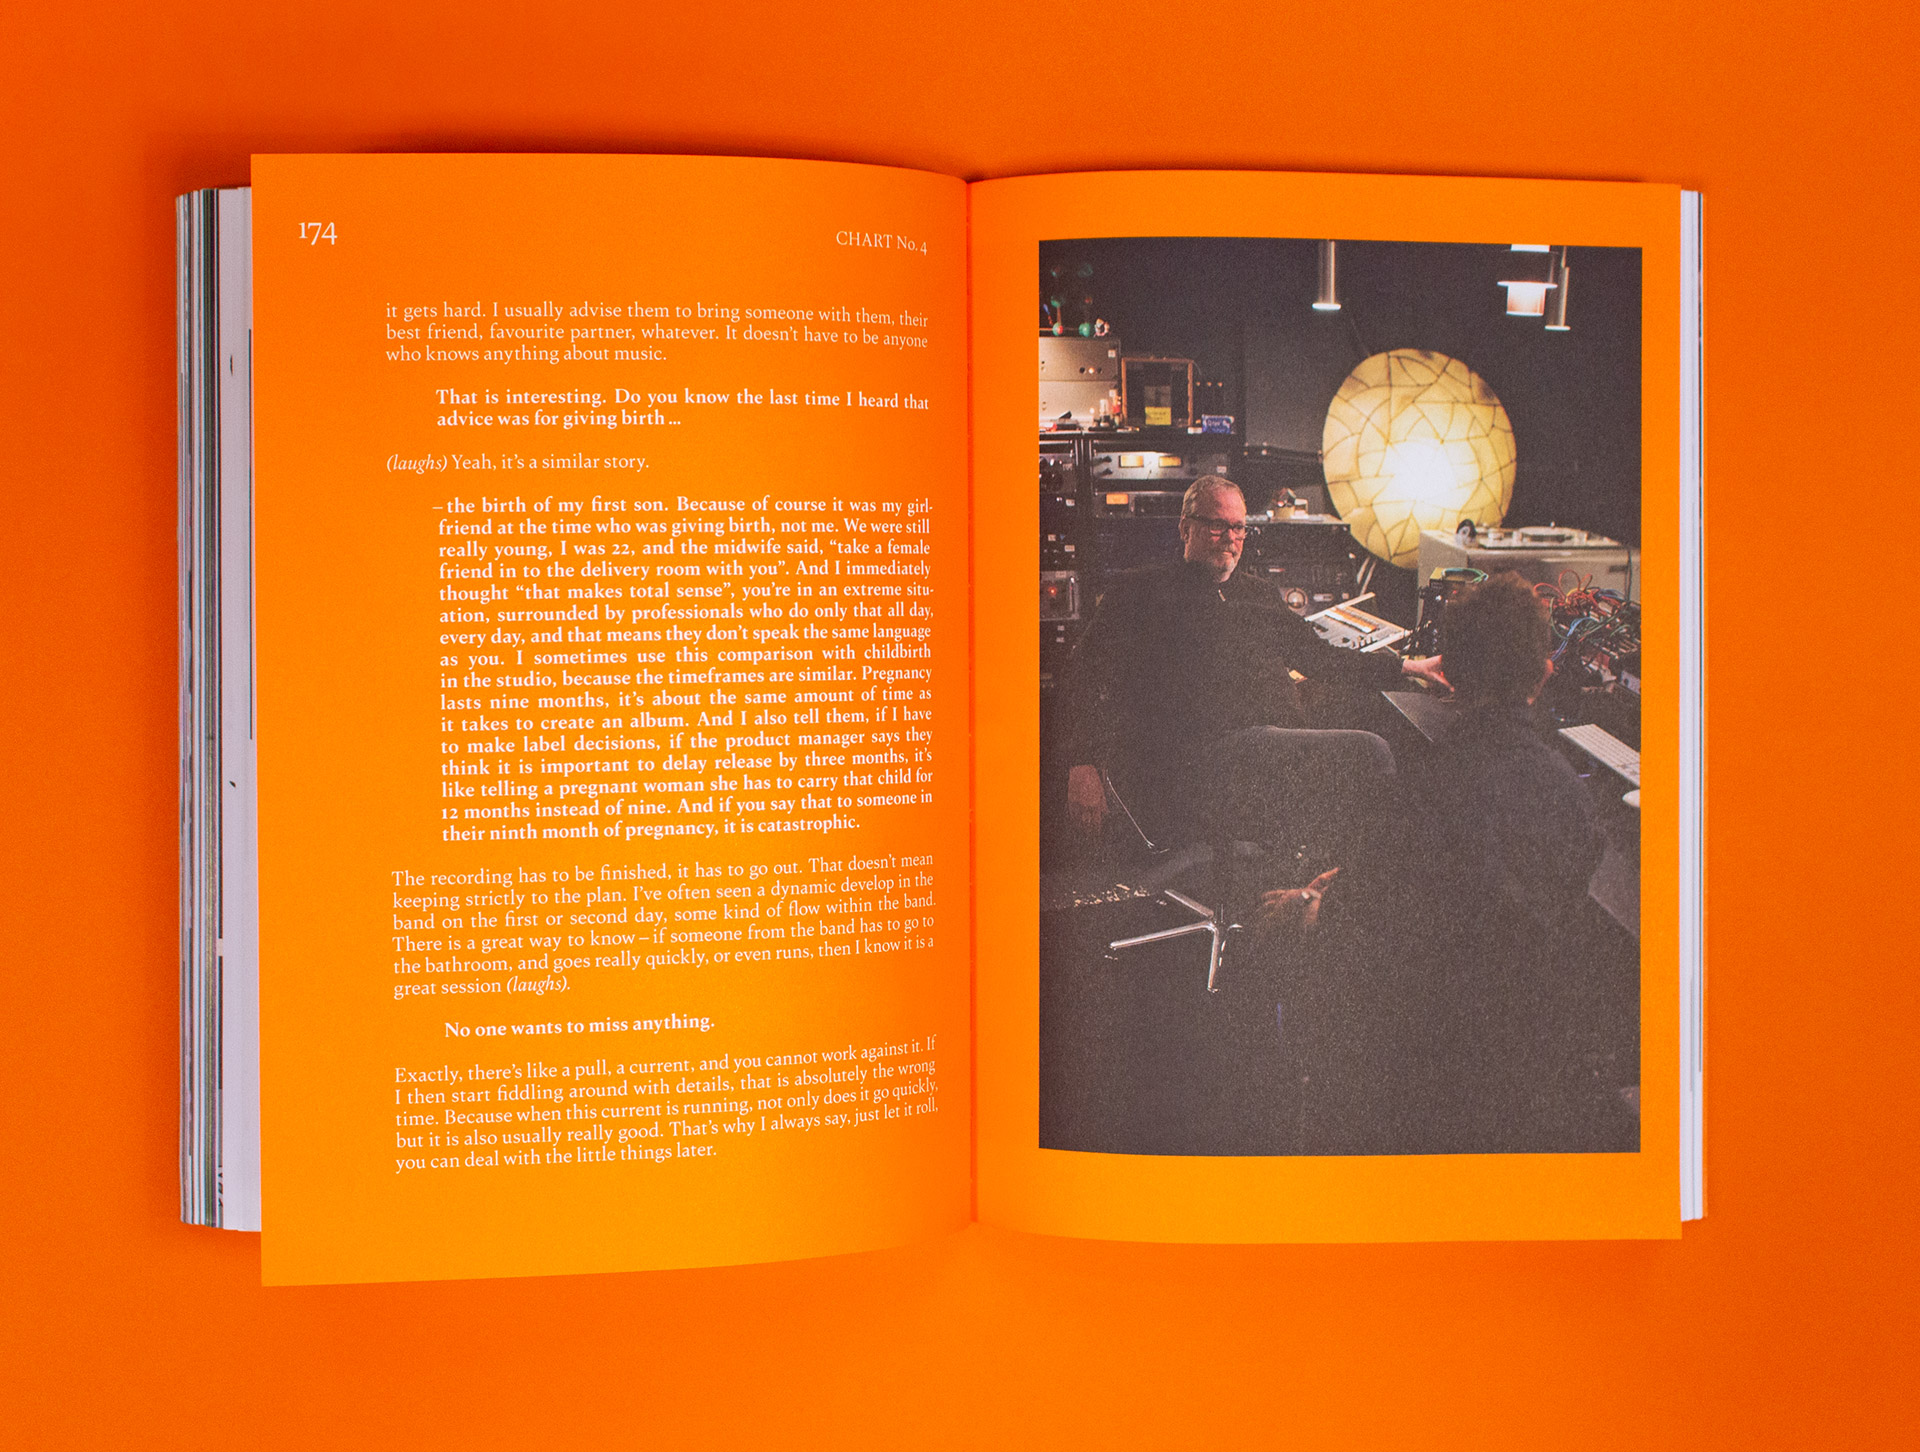 174
CHART No. 4
it gets hard. I usually advise them to bring someone with them, their
best friend, favourite partner, whatever. It doesn't have to be anyone
who knows anything about music.
That is interesting. Do you know the last time I heard that
advice was for giving birth ...
(laughs) Yeah, it's a similar story.
– the birth of my first son. Because of course it was my girl-
friend at the time who was giving birth, not me. We were still
really young, I was 22, and the midwife said, “take a female
friend in to the delivery room with you”. And I immediately
thought “that makes total sense”, you're in an extreme situ-
ation, surrounded by professionals who do only that all day,
every day, and that means they don't speak the same language
as you. I sometimes use this comparison with childbirth
in the studio, because the timeframes are similar. Pregnancy
lasts nine months, it's about the same amount of time as
it takes to create an album. And I also tell them, if I have
to make label decisions, if the product manager says they
think it is important to delay release by three months, it's
like telling a pregnant woman she has to carry that child for
12 months instead of nine. And if you say that to someone in
their ninth month of pregnancy, it is catastrophic.
The recording has to be finished, it has to go out. That doesn't mean
keeping strictly to the plan. I've often seen a dynamic develop in the
band on the first or second day, some kind of flow within the band.
There is a great way to know – if someone from the band has to go to
the bathroom, and goes really quickly, or even runs, then I know it is a
great session (laughs).
No one wants to miss anything.
Exactly, there's like a pull, a current, and you cannot work against it. If
I then start fiddling around with details, that is absolutely the wrong
time. Because when this current is running, not only does it go quickly,
but it is also usually really good. That's why I always say, just let it roll,
you can deal with the little things later.